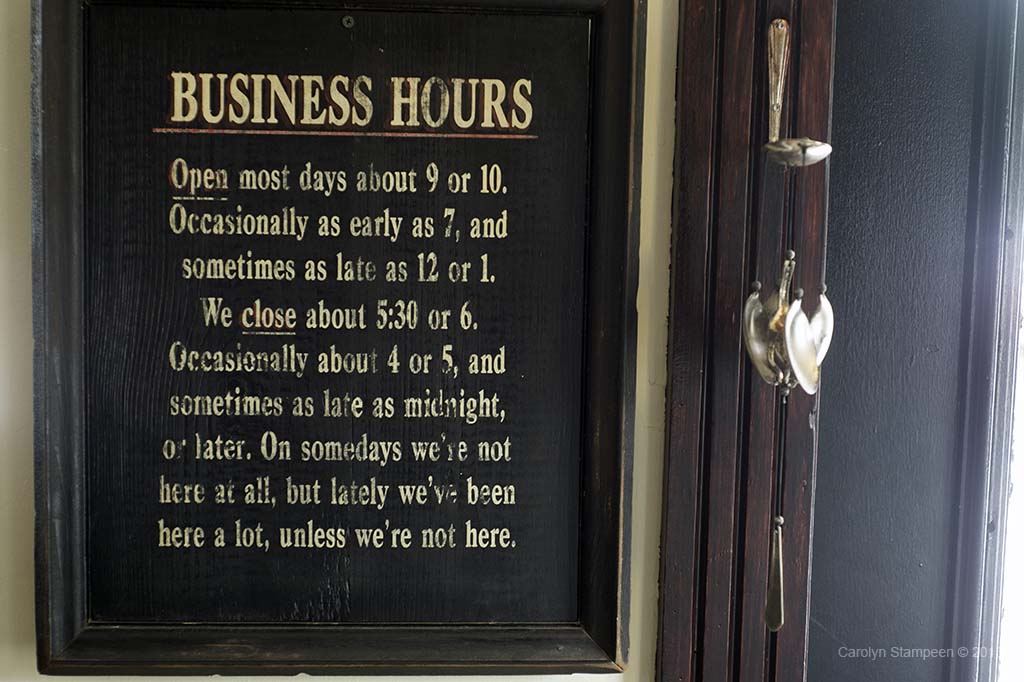 BUSINESS HOURS
Open most days about 9 or 10.
Occasionally as early as 7, and
sometimes as late as 12 or 1.
We close about 5:30 or 6.
Occasionally about 4 or 5, and
sometimes as late as midnight,
or later. On somedays we're not
here at all, but lately we've been
here a lot, unless we're not here.
Carolyn Stampeen ©